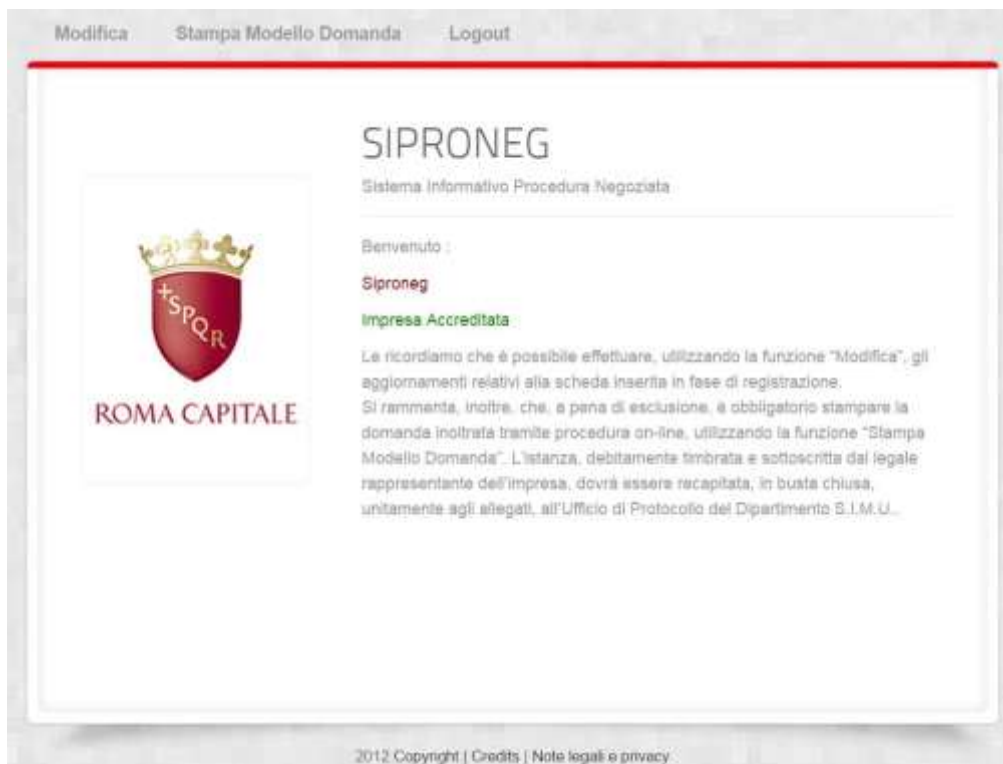 Modifica Stampa Modello Domanda Logout
SIPRONEG
Sistema Informativo Procedura Negoziata
Benvenuto :
Siproneg
Impresa Accreditata
Le ricordiamo che é possibile effettuare, utilizzando la funzione "Modifica", gli
aggiornamenti relativi alla scheda inserita in fase di registrazione.
Si rammenta, inoltre, che, a pena di esclusione, é obbligatorio stampare la
domanda inoltrata tramite procedura on-line, utilizzando la funzione "Stampa
Modello Domanda". L'istanza, debitamente timbrata e sottoscritta dal legale
rappresentante dell'impresa, dovrà essere recapitata, in busta chiusa,
unitamente agli allegati, all'Ufficio di Protocollo del Dipartimento S.I.M.U..
SPQR
ROMA CAPITALE
2012 Copyright | Credits | Note legali e privacy